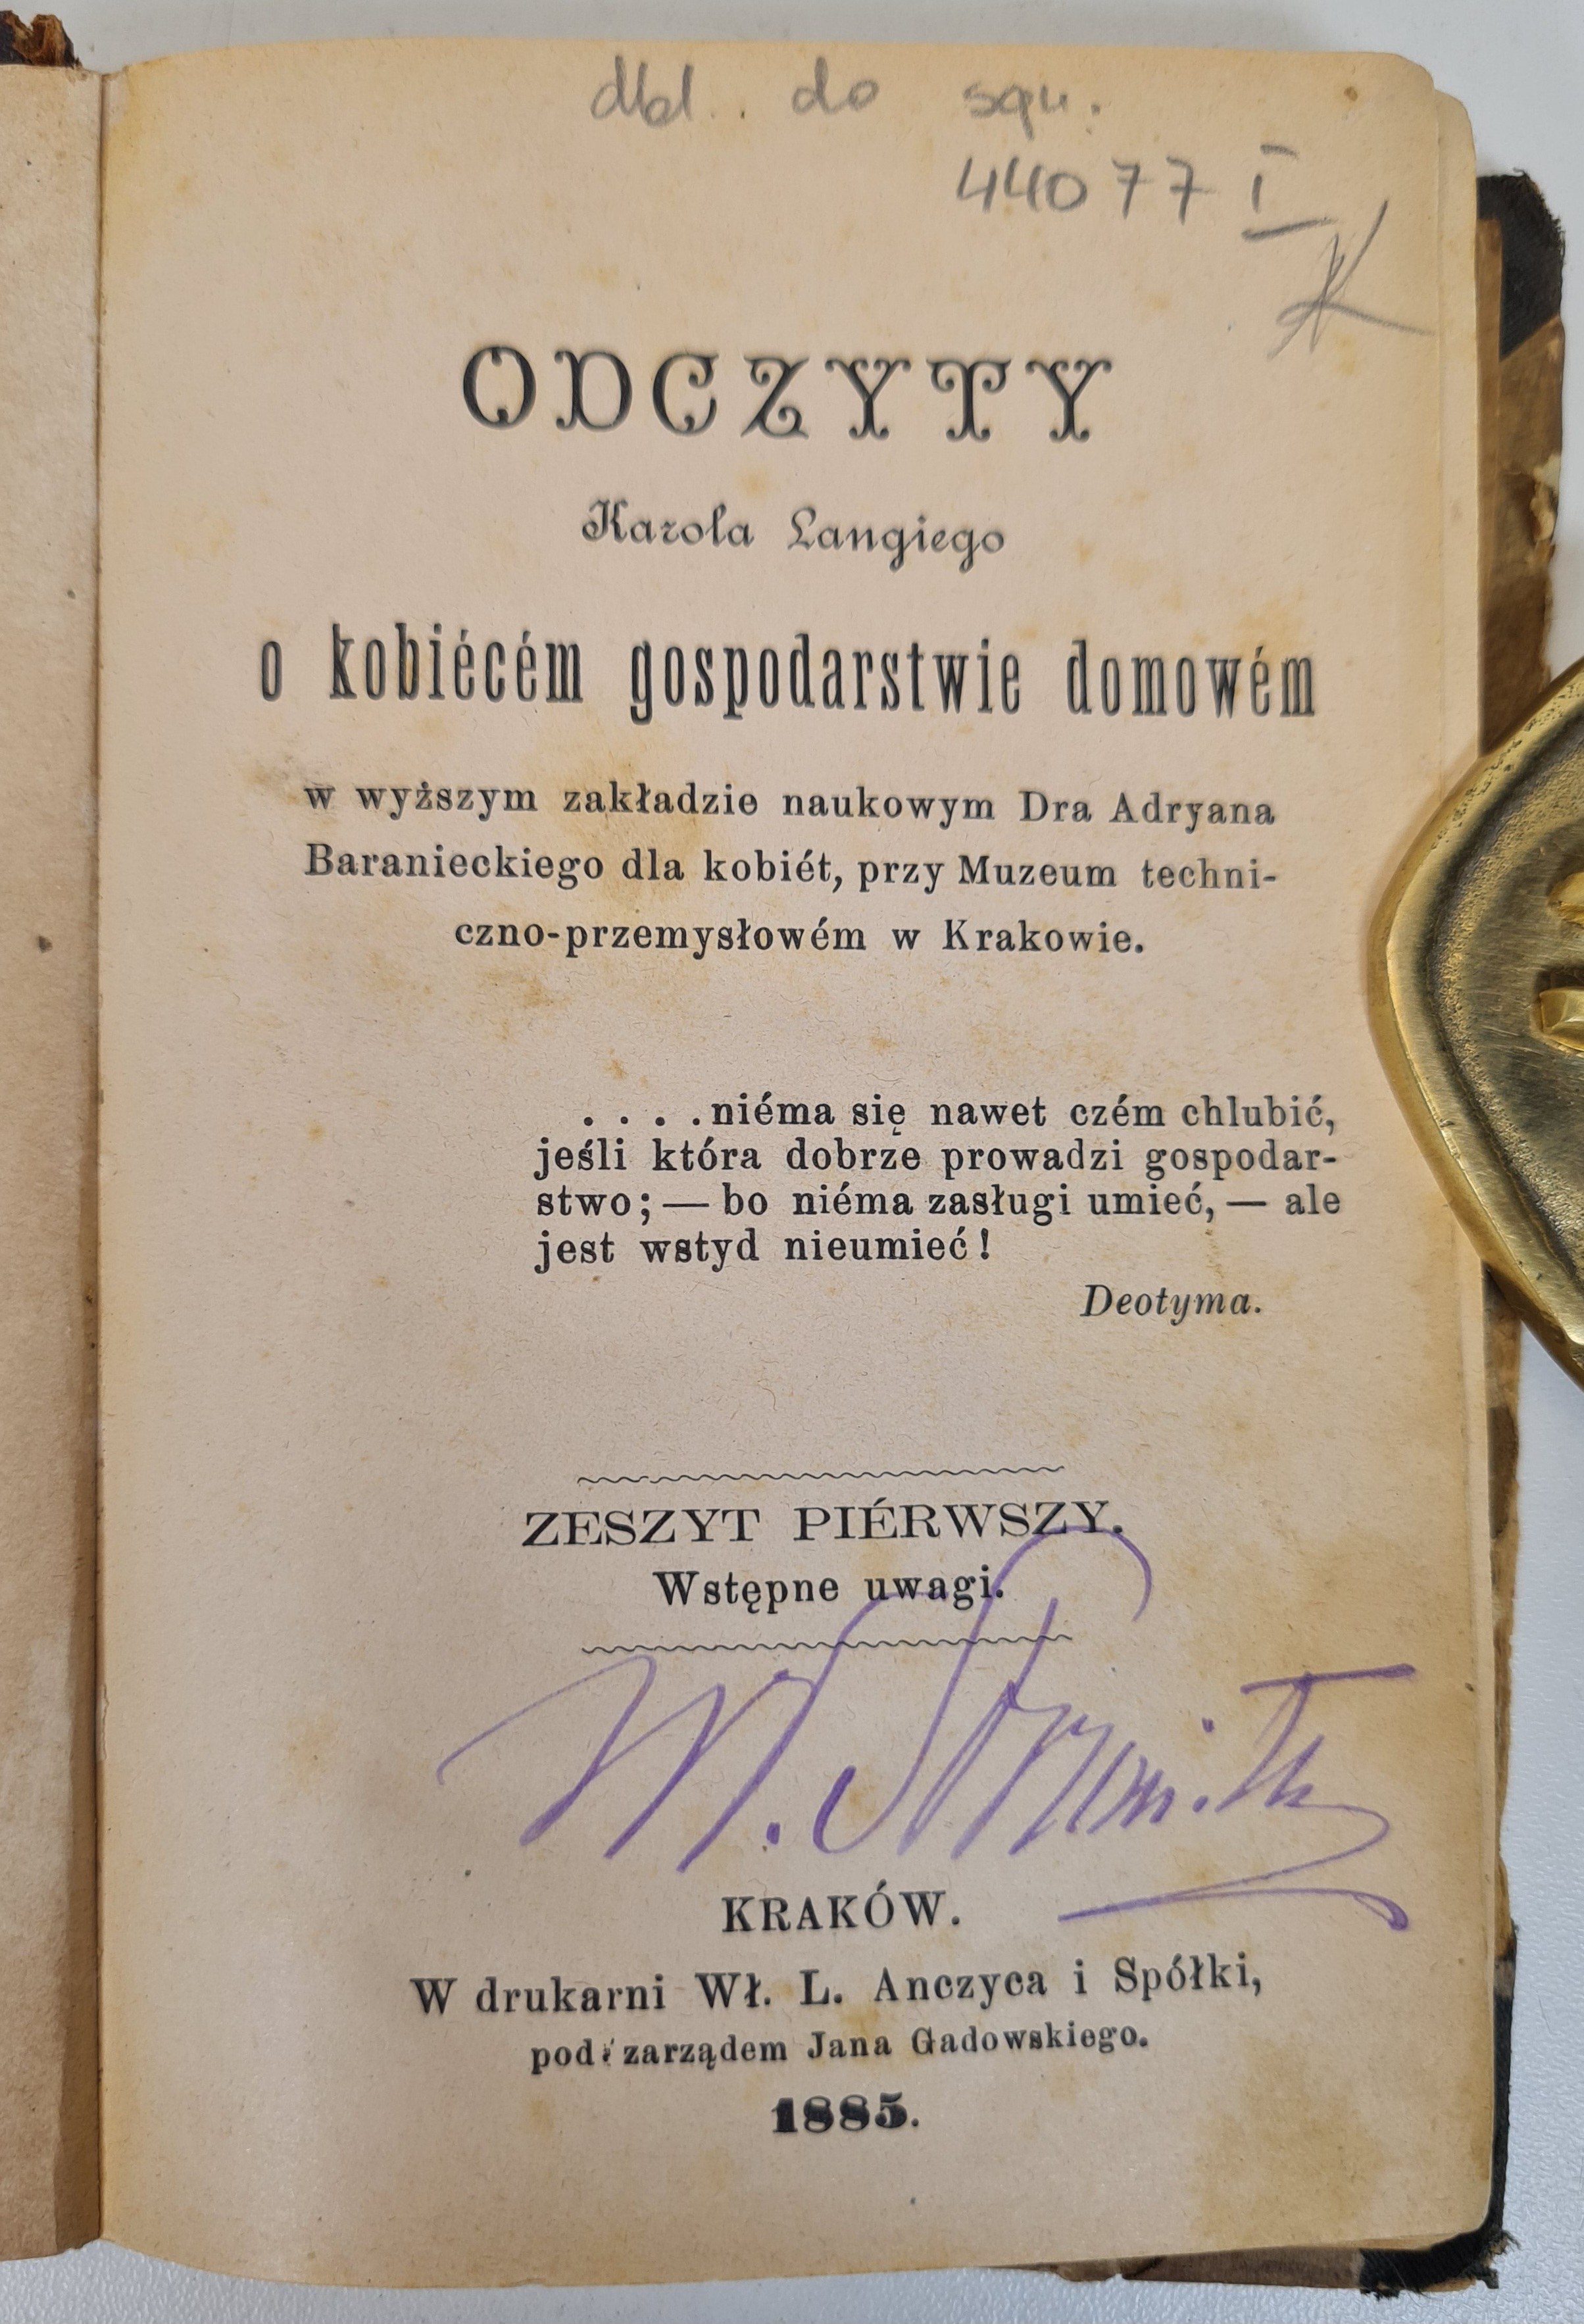 dbl. do sqn.
44077 I
K
ODCZYTY
Karola Langiego
o kobiécém gospodarstwie domowém
w wyższym zakładzie naukowym Dra Adryana
Baranieckiego dla kobiét, przy Muzeum techni-
czno-przemysłowém w Krakowie.
. . . . niéma się nawet czém chlubić,
jeśli która dobrze prowadzi gospodar-
stwo; — bo niéma zasługi umieć, — ale
jest wstyd nieumieć!
Deotyma.
ZESZYT PIÉRWSZY.
Wstępne uwagi.
KRAKÓW.
W drukarni Wł. L. Anczyca i Spółki,
pod zarządem Jana Gadowskiego.
1885.